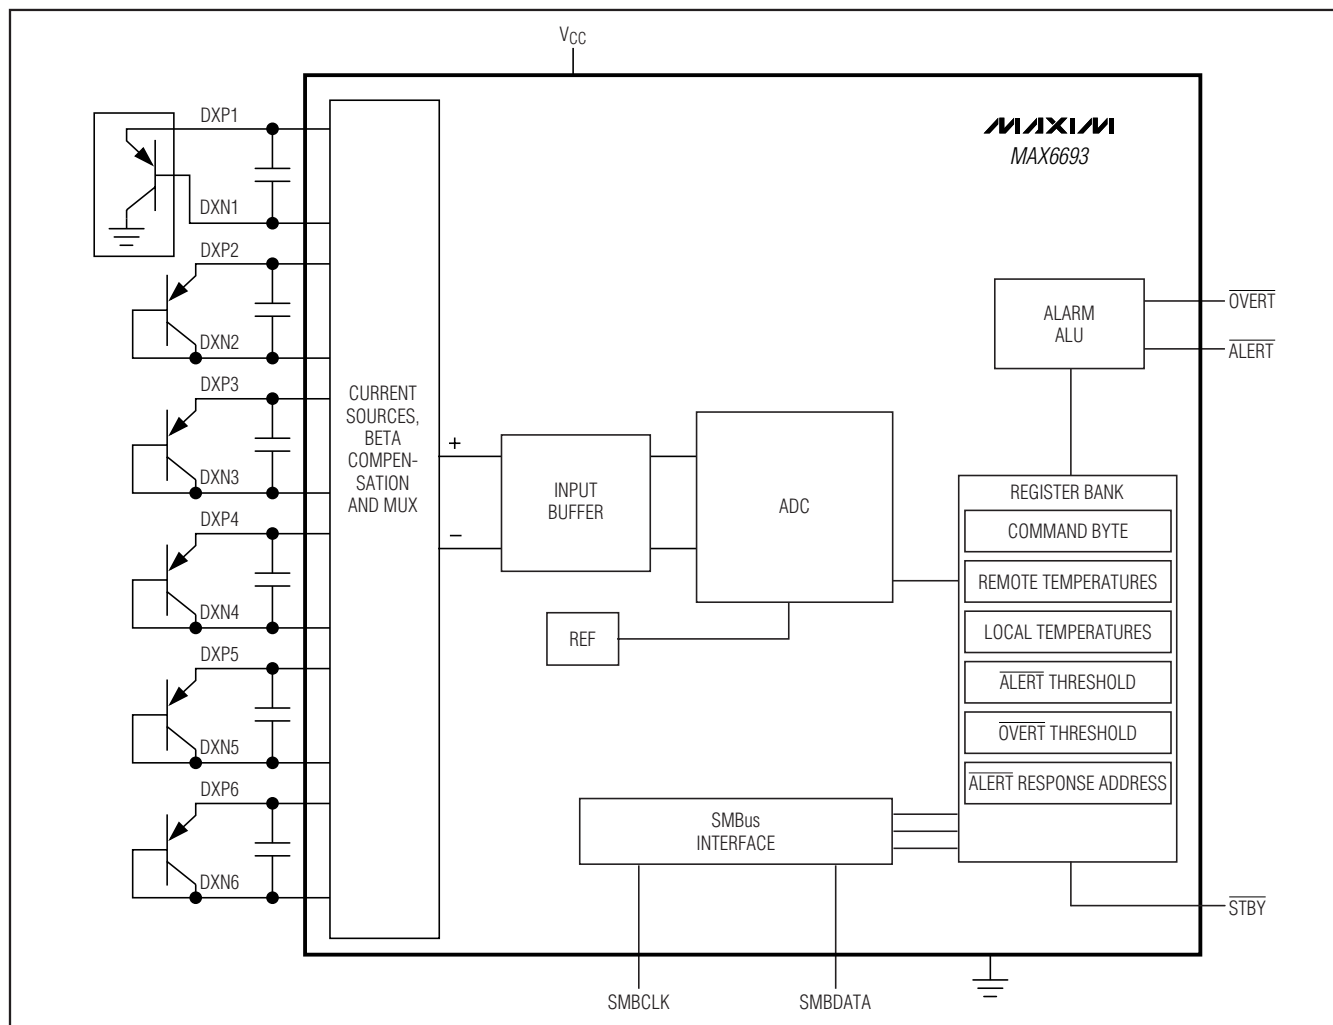 VCC
MAXIM
MAX6693
DXP1
DXN1
DXP2
DXN2
DXP3
DXN3
DXP4
DXN4
DXP5
DXN5
DXP6
DXN6
CURRENT
SOURCES,
BETA
COMPEN-
SATION
AND MUX
+
−
INPUT
BUFFER
ADC
REF
ALARM
ALU
OVERT
ALERT
REGISTER BANK
COMMAND BYTE
REMOTE TEMPERATURES
LOCAL TEMPERATURES
ALERT THRESHOLD
OVERT THRESHOLD
ALERT RESPONSE ADDRESS
SMBus
INTERFACE
STBY
SMBCLK
SMBDATA